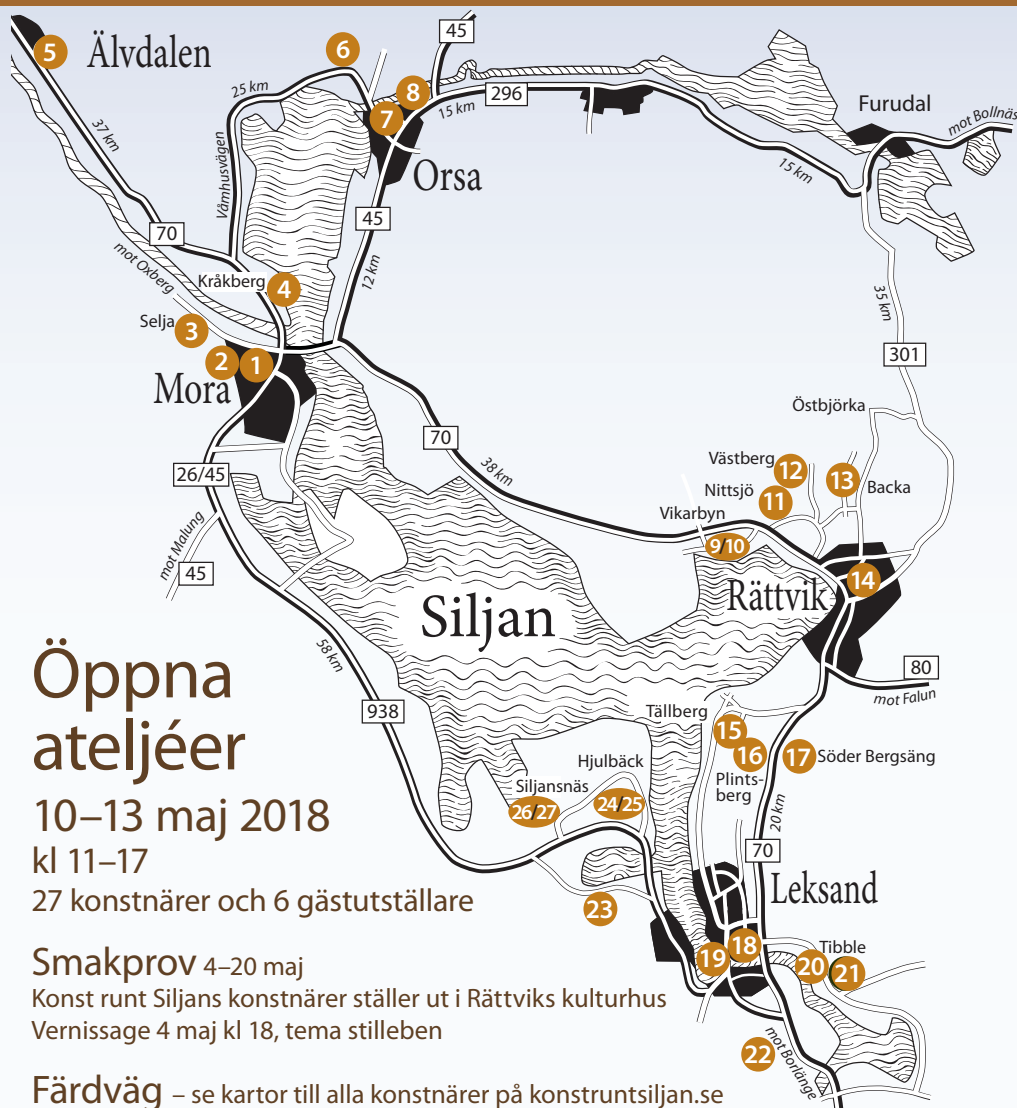 5
Älvdalen
6
45
25 km
8
296
15 km
Furudal
mot Bollnäs
7
37 km
Orsa
15 km
Våmhusvägen
45
70
12 km
mot Oxberg
Kråkberg
4
35 km
Selja
3
301
2
1
Mora
Östbjörka
70
26/45
38 km
Västberg
12
13
Nittsjö
11
Backa
Vikarbyn
9/10
mot Malung
45
14
Rättvik
Siljan
58 km
80
mot Falun
938
Tällberg
15
16
17
Söder Bergsäng
Plints-
berg
Hjulbäck
Siljansnäs
26/27
24/25
20 km
70
Leksand
23
18
19
Tibble
20
21
22
mot Borlänge
Öppna
ateljéer
10–13 maj 2018
kl 11–17
27 konstnärer och 6 gästutställare
Smakprov 4–20 maj
Konst runt Siljans konstnärer ställer ut i Rättviks kulturhus
Vernissage 4 maj kl 18, tema stilleben
Färdväg – se kartor till alla konstnärer på konstruntsiljan.se